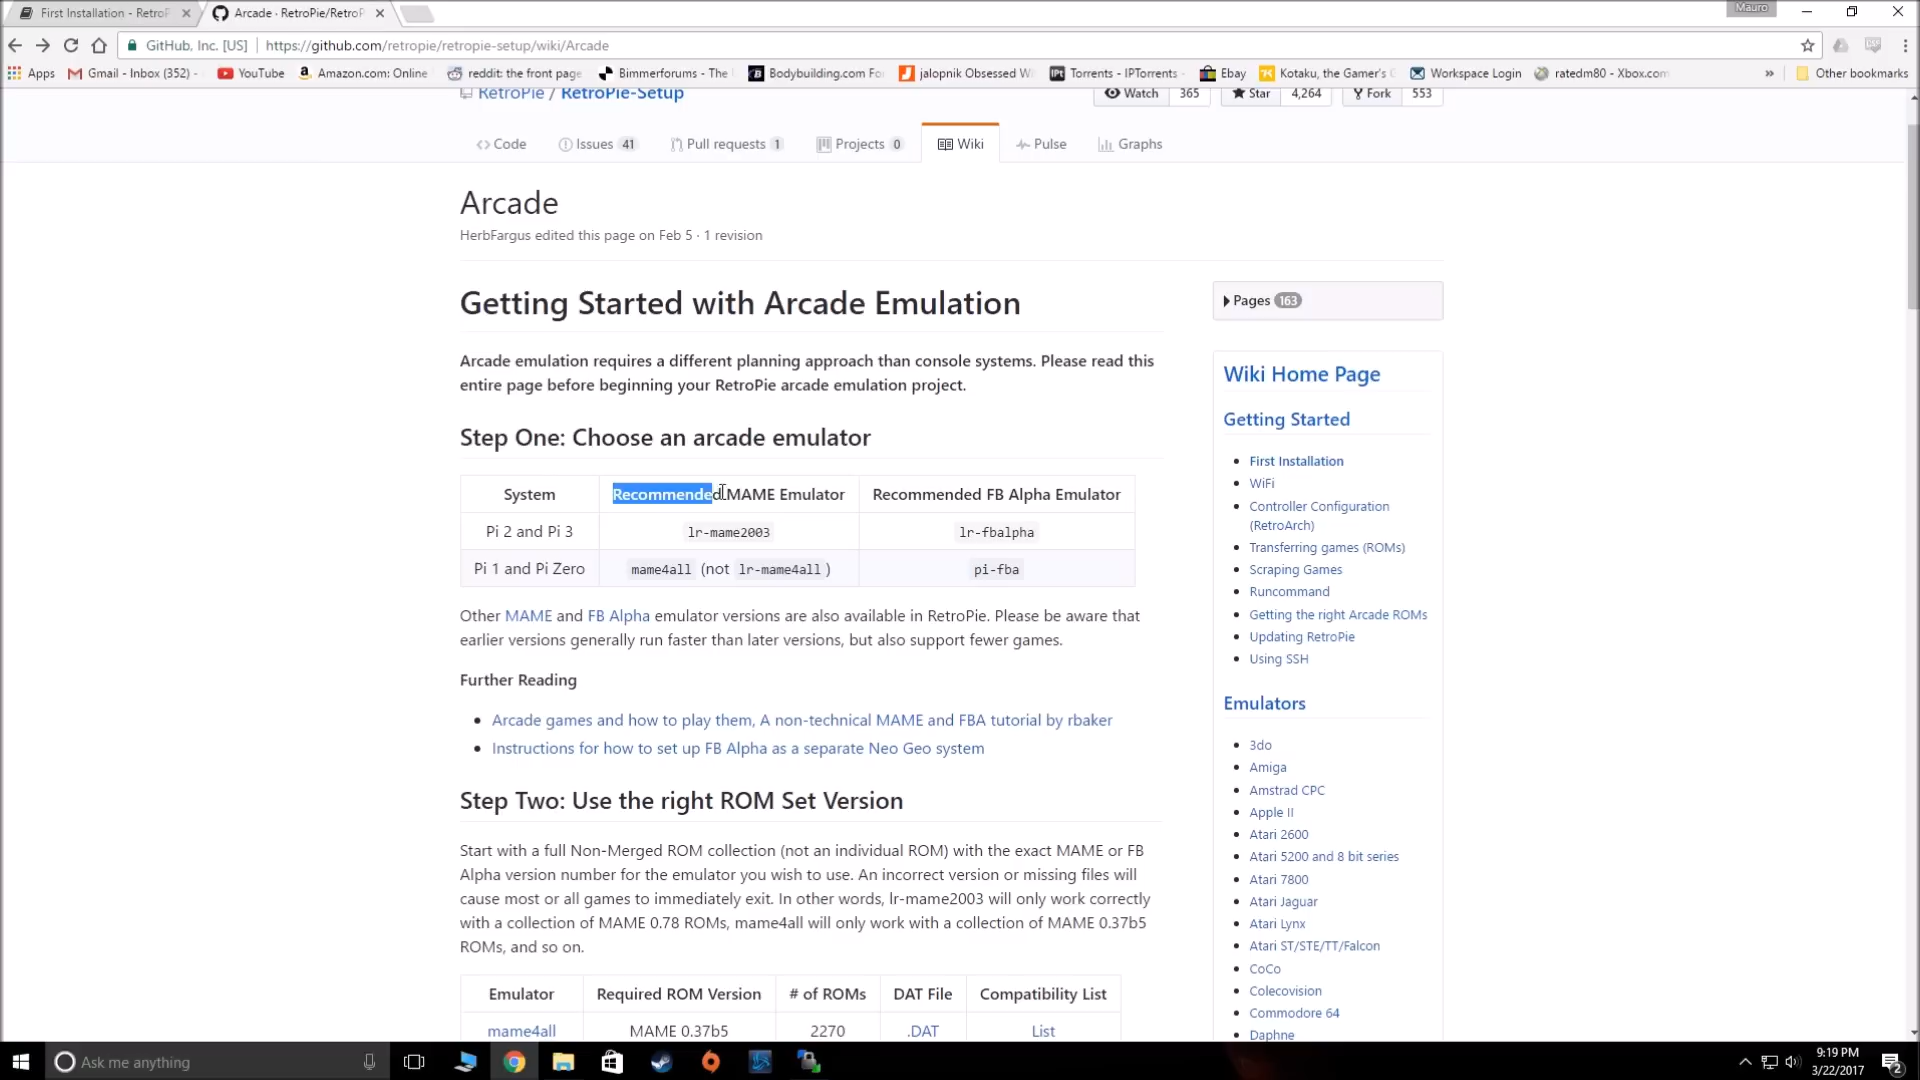 First Installation - RetroP
Arcade · RetroPie/RetroP
Mauro
GitHub, Inc. [US] | https://github.com/retropie/retropie-setup/wiki/Arcade
Apps Gmail - Inbox (352) - YouTube Amazon.com: Online reddit: the front page Bimmerforums - The Bodybuilding.com Fo jalopnik Obsessed W Torrents - IPTorrents Ebay Kotaku, the Gamer's Workspace Login ratedm80 - Xbox.com » Other bookmarks
RetroPie / RetroPie-Setup
Watch 365 Star 4,264 Fork 553
Code Issues 41 Pull requests 1 Projects 0 Wiki Pulse Graphs
Arcade
HerbFargus edited this page on Feb 5 · 1 revision
Getting Started with Arcade Emulation
Arcade emulation requires a different planning approach than console systems. Please read this
entire page before beginning your RetroPie arcade emulation project.
Step One: Choose an arcade emulator
System Recommended MAME Emulator Recommended FB Alpha Emulator
Pi 2 and Pi 3 lr-mame2003 lr-fbalpha
Pi 1 and Pi Zero mame4all (not lr-mame4all ) pi-fba
Other MAME and FB Alpha emulator versions are also available in RetroPie. Please be aware that
earlier versions generally run faster than later versions, but also support fewer games.
Further Reading
• Arcade games and how to play them, A non-technical MAME and FBA tutorial by rbaker
• Instructions for how to set up FB Alpha as a separate Neo Geo system
Step Two: Use the right ROM Set Version
Start with a full Non-Merged ROM collection (not an individual ROM) with the exact MAME or FB
Alpha version number for the emulator you wish to use. An incorrect version or missing files will
cause most or all games to immediately exit. In other words, lr-mame2003 will only work correctly
with a collection of MAME 0.78 ROMs, mame4all will only work with a collection of MAME 0.37b5
ROMs, and so on.
Emulator Required ROM Version # of ROMs DAT File Compatibility List
mame4all MAME 0.37b5 2270 .DAT List
Pages 163
Wiki Home Page
Getting Started
• First Installation
• WiFi
• Controller Configuration
(RetroArch)
• Transferring games (ROMs)
• Scraping Games
• Runcommand
• Getting the right Arcade ROMs
• Updating RetroPie
• Using SSH
Emulators
• 3do
• Amiga
• Amstrad CPC
• Apple II
• Atari 2600
• Atari 5200 and 8 bit series
• Atari 7800
• Atari Jaguar
• Atari Lynx
• Atari ST/STE/TT/Falcon
• CoCo
• Colecovision
• Commodore 64
• Daphne
Ask me anything
9:19 PM
3/22/2017
2